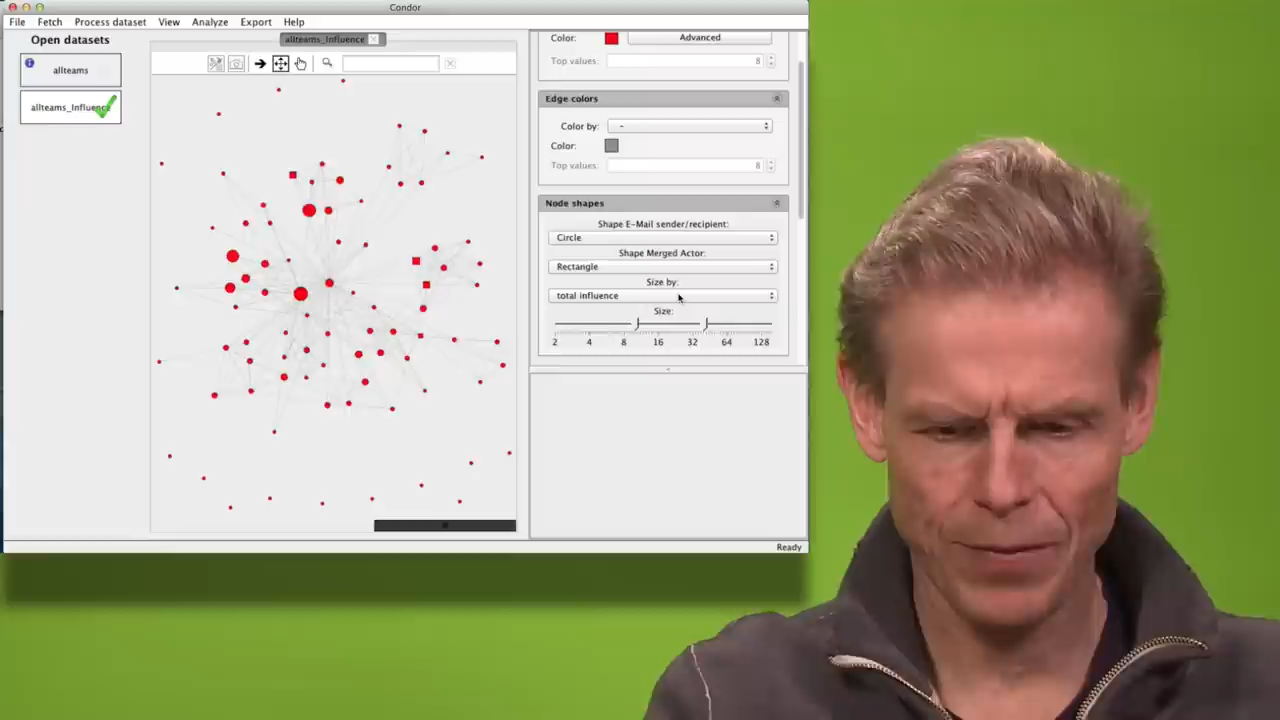 Condor
File Fetch Process dataset View Analyze Export Help
Open datasets
allteams
allteams_Influence
allteams_Influence
Color: Advanced
Top values: 8
Edge colors
Color by: -
Color:
Top values: 8
Node shapes
Shape E-Mail sender/recipient:
Circle
Shape Merged Actor:
Rectangle
Size by:
total influence
Size:
2 4 8 16 32 64 128
Ready